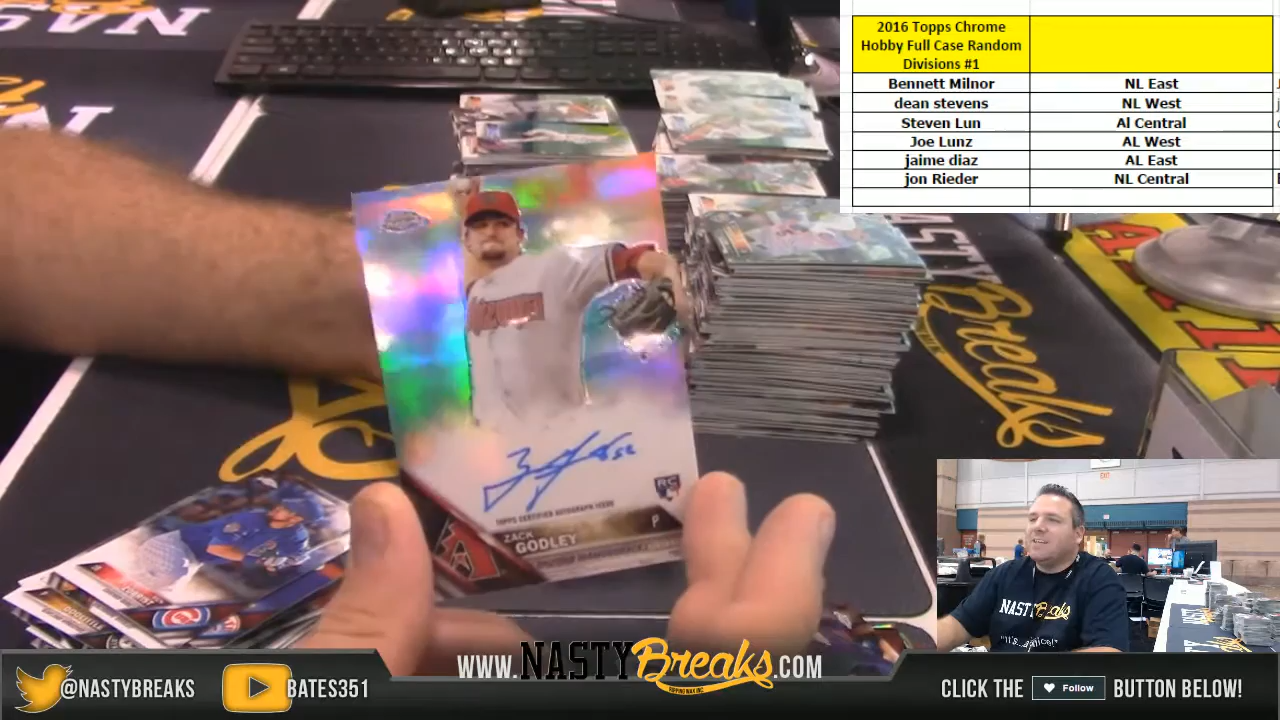 2016 Topps Chrome
Hobby Full Case Random
Divisions #1
Bennett Milnor NL East
dean stevens NL West
Steven Lun Al Central
Joe Lunz AL West
jaime diaz AL East
jon Rieder NL Central
NASTY
Breaks
TOPPS CERTIFIED AUTOGRAPH ISSUE
RC
P
ZACK
GODLEY
NASTY
Breaks
WWW.NASTYBreaks.COM
@NASTYBREAKS
BATES351
CLICK THE Follow BUTTON BELOW!